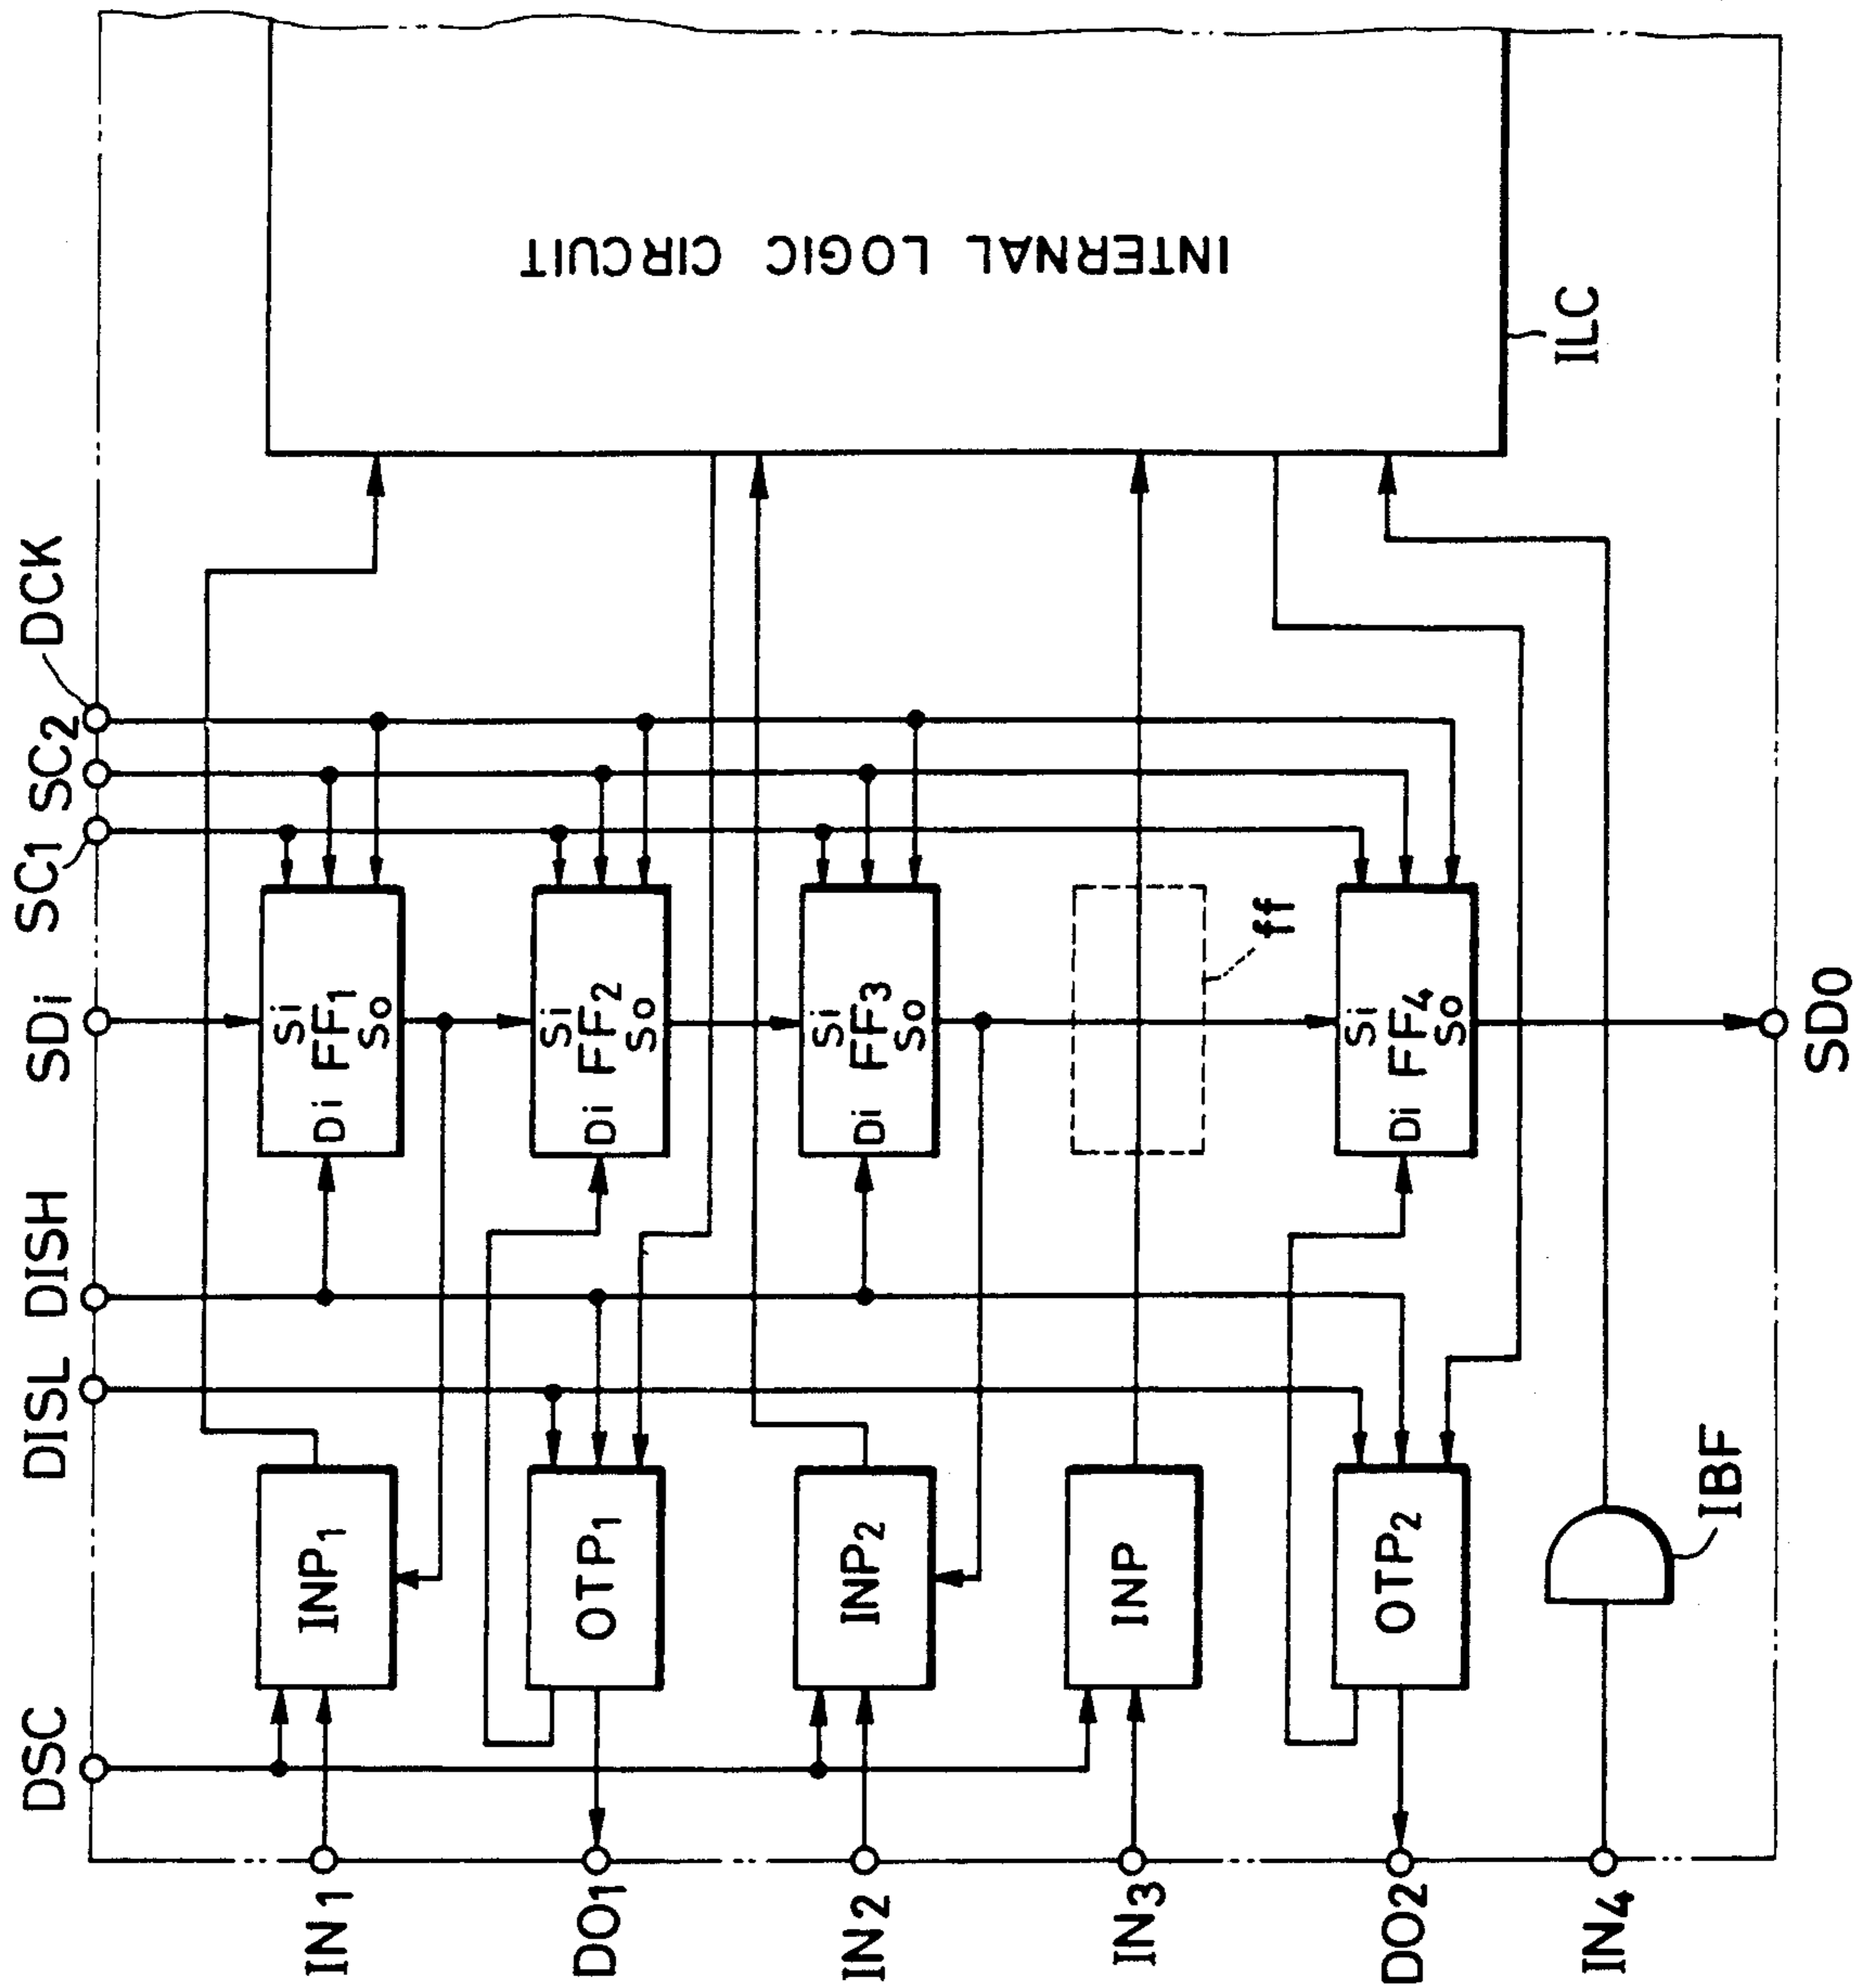 DSC
DISL
DISH
SDi
SC1
SC2
DCK
IN1
DO1
IN2
IN3
DO2
IN4
INP1
OTP1
INP2
INP
OTP2
IBF
Si
Di FF1
So
Si
Di FF2
So
Si
Di FF3
So
ff
Si
Di FF4
So
SDO
INTERNAL LOGIC CIRCUIT
ILC